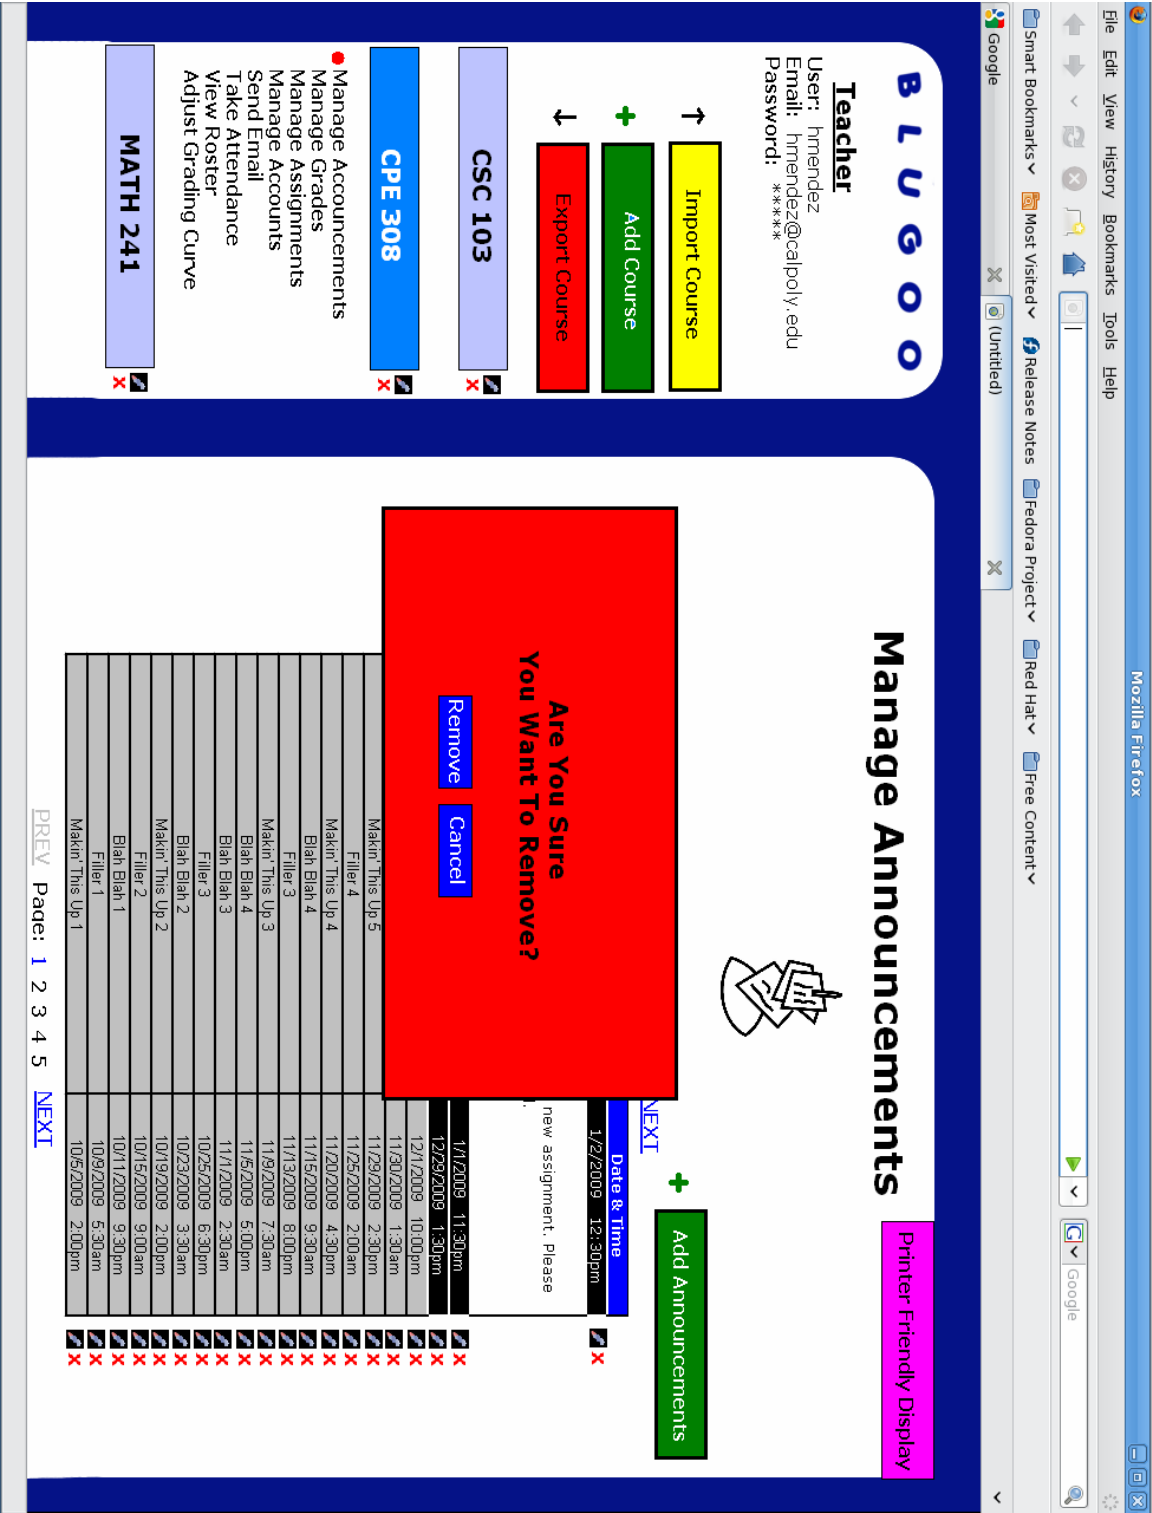 Mozilla Firefox
File Edit View History Bookmarks Tools Help
Google
Smart Bookmarks Most Visited Release Notes Fedora Project Red Hat Free Content
Google (Untitled)
BLUGOO
Teacher
User: hmendez
Email: hmendez@calpoly.edu
Password: *****
Import Course
Add Course
Export Course
CSC 103
CPE 308
Manage Accouncements
Manage Grades
Manage Assignments
Manage Accounts
Send Email
Take Attendance
View Roster
Adjust Grading Curve
MATH 241
Manage Announcements
Printer Friendly Display
Add Announcements
NEXT
Date & Time
1/2/2009 12:30pm
new assignment. Please
1/1/2009 11:30pm
12/29/2009 1:30pm
12/1/2009 10:00pm
11/30/2009 1:30am
Are You Sure
You Want To Remove?
Remove Cancel
Makin' This Up 5 11/29/2009 2:30pm
Filler 4 11/25/2009 2:00am
Makin' This Up 4 11/20/2009 4:30pm
Blah Blah 4 11/15/2009 9:30am
Filler 3 11/13/2009 8:00pm
Makin' This Up 3 11/9/2009 7:30am
Blah Blah 4 11/5/2009 5:00pm
Blah Blah 3 11/1/2009 2:30am
Filler 3 10/25/2009 6:30pm
Blah Blah 2 10/23/2009 3:30am
Makin' This Up 2 10/19/2009 2:00pm
Filler 2 10/15/2009 9:00am
Blah Blah 1 10/11/2009 9:30pm
Filler 1 10/9/2009 5:30am
Makin' This Up 1 10/5/2009 2:00pm
PREV Page: 1 2 3 4 5 NEXT